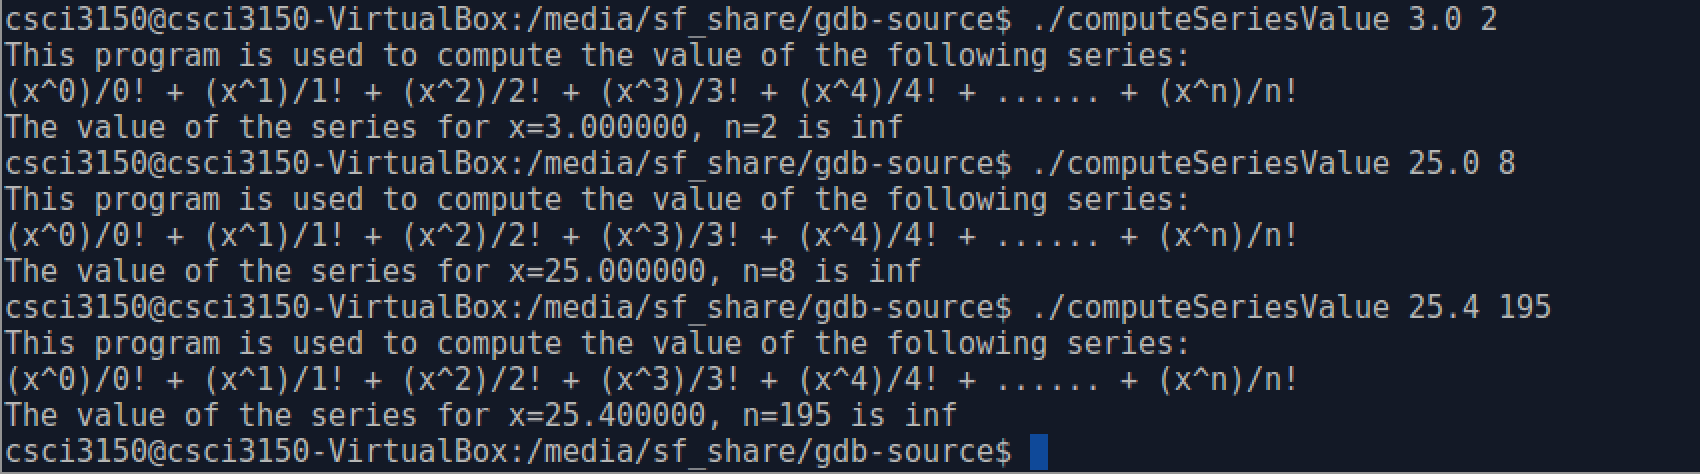 csci3150@csci3150-VirtualBox:/media/sf_share/gdb-source$ ./computeSeriesValue 3.0 2
This program is used to compute the value of the following series:
(x^0)/0! + (x^1)/1! + (x^2)/2! + (x^3)/3! + (x^4)/4! + ...... + (x^n)/n!
The value of the series for x=3.000000, n=2 is inf
csci3150@csci3150-VirtualBox:/media/sf_share/gdb-source$ ./computeSeriesValue 25.0 8
This program is used to compute the value of the following series:
(x^0)/0! + (x^1)/1! + (x^2)/2! + (x^3)/3! + (x^4)/4! + ...... + (x^n)/n!
The value of the series for x=25.000000, n=8 is inf
csci3150@csci3150-VirtualBox:/media/sf_share/gdb-source$ ./computeSeriesValue 25.4 195
This program is used to compute the value of the following series:
(x^0)/0! + (x^1)/1! + (x^2)/2! + (x^3)/3! + (x^4)/4! + ...... + (x^n)/n!
The value of the series for x=25.400000, n=195 is inf
csci3150@csci3150-VirtualBox:/media/sf_share/gdb-source$